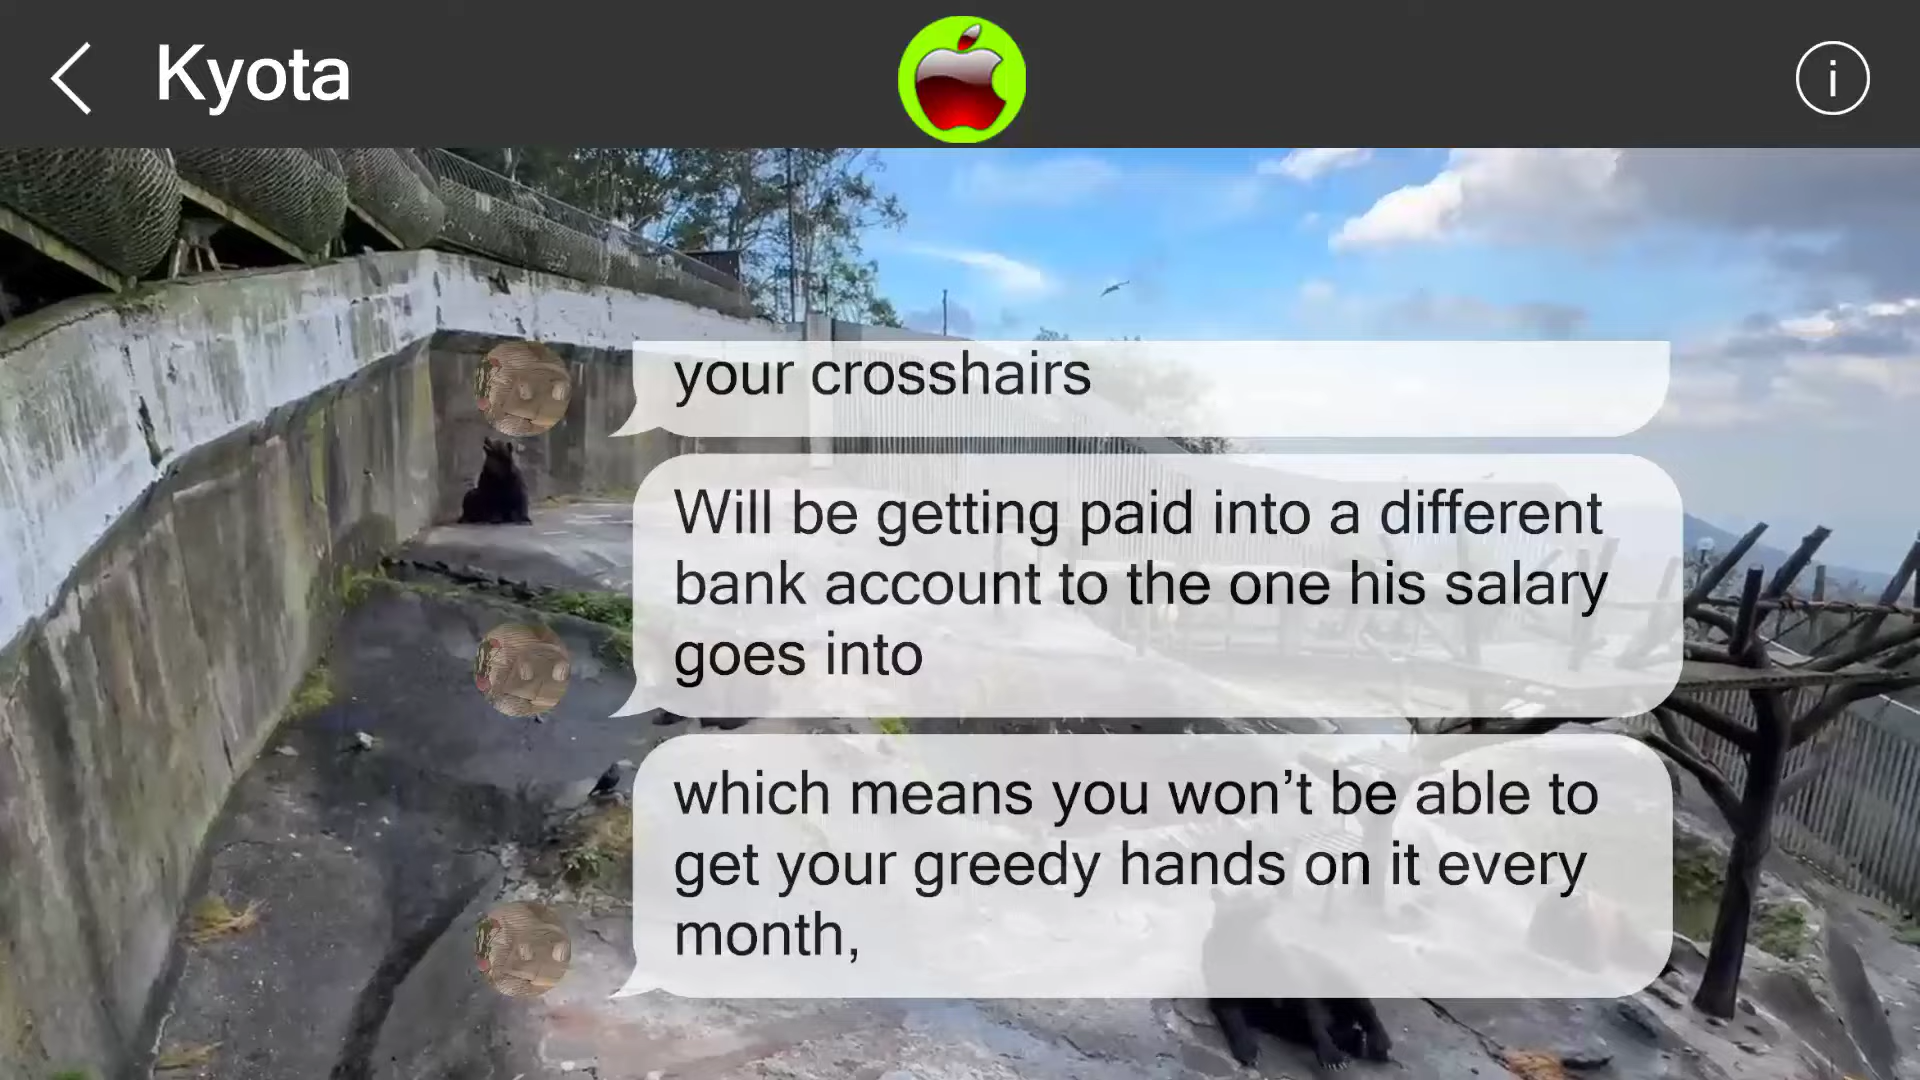 Kyota
i
your crosshairs
Will be getting paid into a different
bank account to the one his salary
goes into
which means you won’t be able to
get your greedy hands on it every
month,